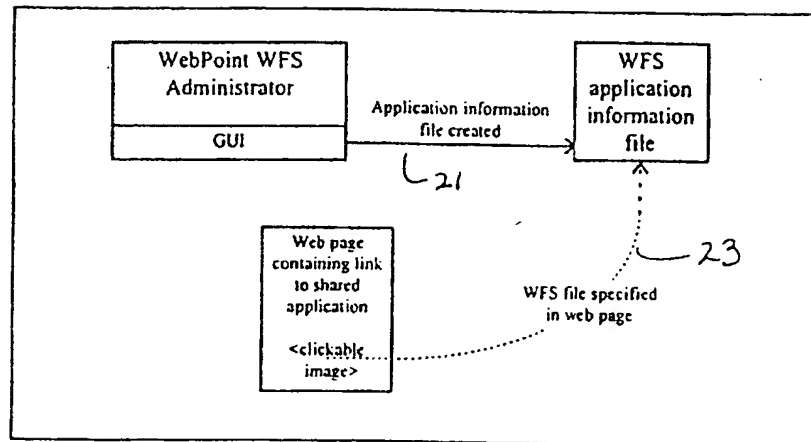 WebPoint WFS
Administrator
GUI
Application information
file created
21
WFS
application
information
file
23
Web page
containing link
to shared
application
<clickable
image>
WFS file specified
in web page